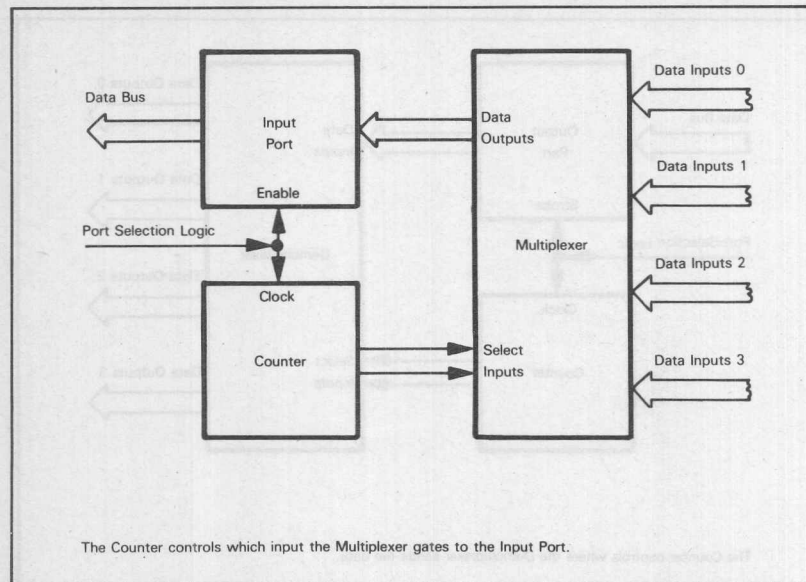 Data Bus
Input
Port
Enable
Port Selection Logic
Clock
Counter
Data
Outputs
Multiplexer
Select
Inputs
Data Inputs 0
Data Inputs 1
Data Inputs 2
Data Inputs 3
The Counter controls which input the Multiplexer gates to the Input Port.